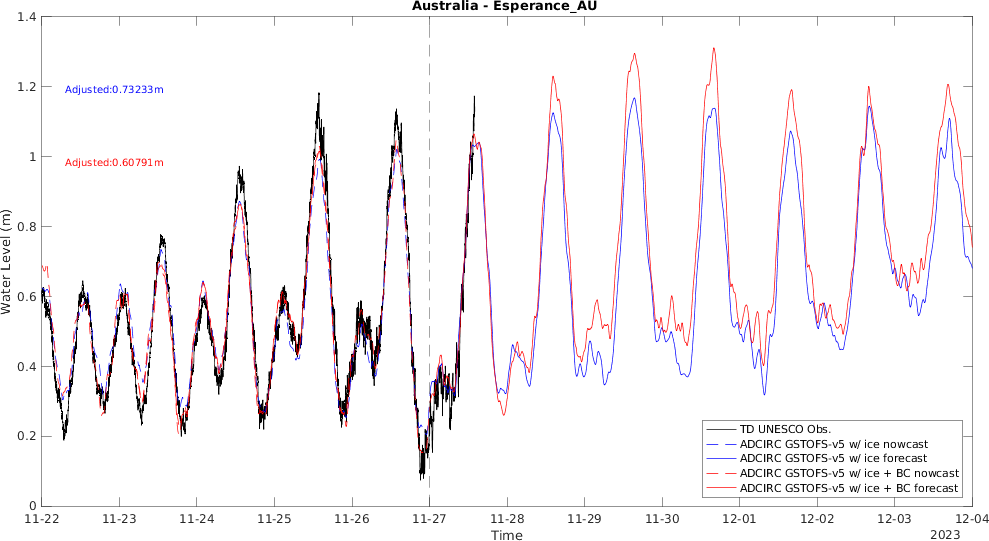 Australia - Esperance_AU
1.4
1.2
1
0.8
0.6
0.4
0.2
0
Water Level (m)
Adjusted:0.73233m
Adjusted:0.60791m
TD UNESCO Obs.
ADCIRC GSTOFS-v5 w/ ice nowcast
ADCIRC GSTOFS-v5 w/ ice forecast
ADCIRC GSTOFS-v5 w/ ice + BC nowcast
ADCIRC GSTOFS-v5 w/ ice + BC forecast
11-22 11-23 11-24 11-25 11-26 11-27 11-28 11-29 11-30 12-01 12-02 12-03 12-04
Time
2023